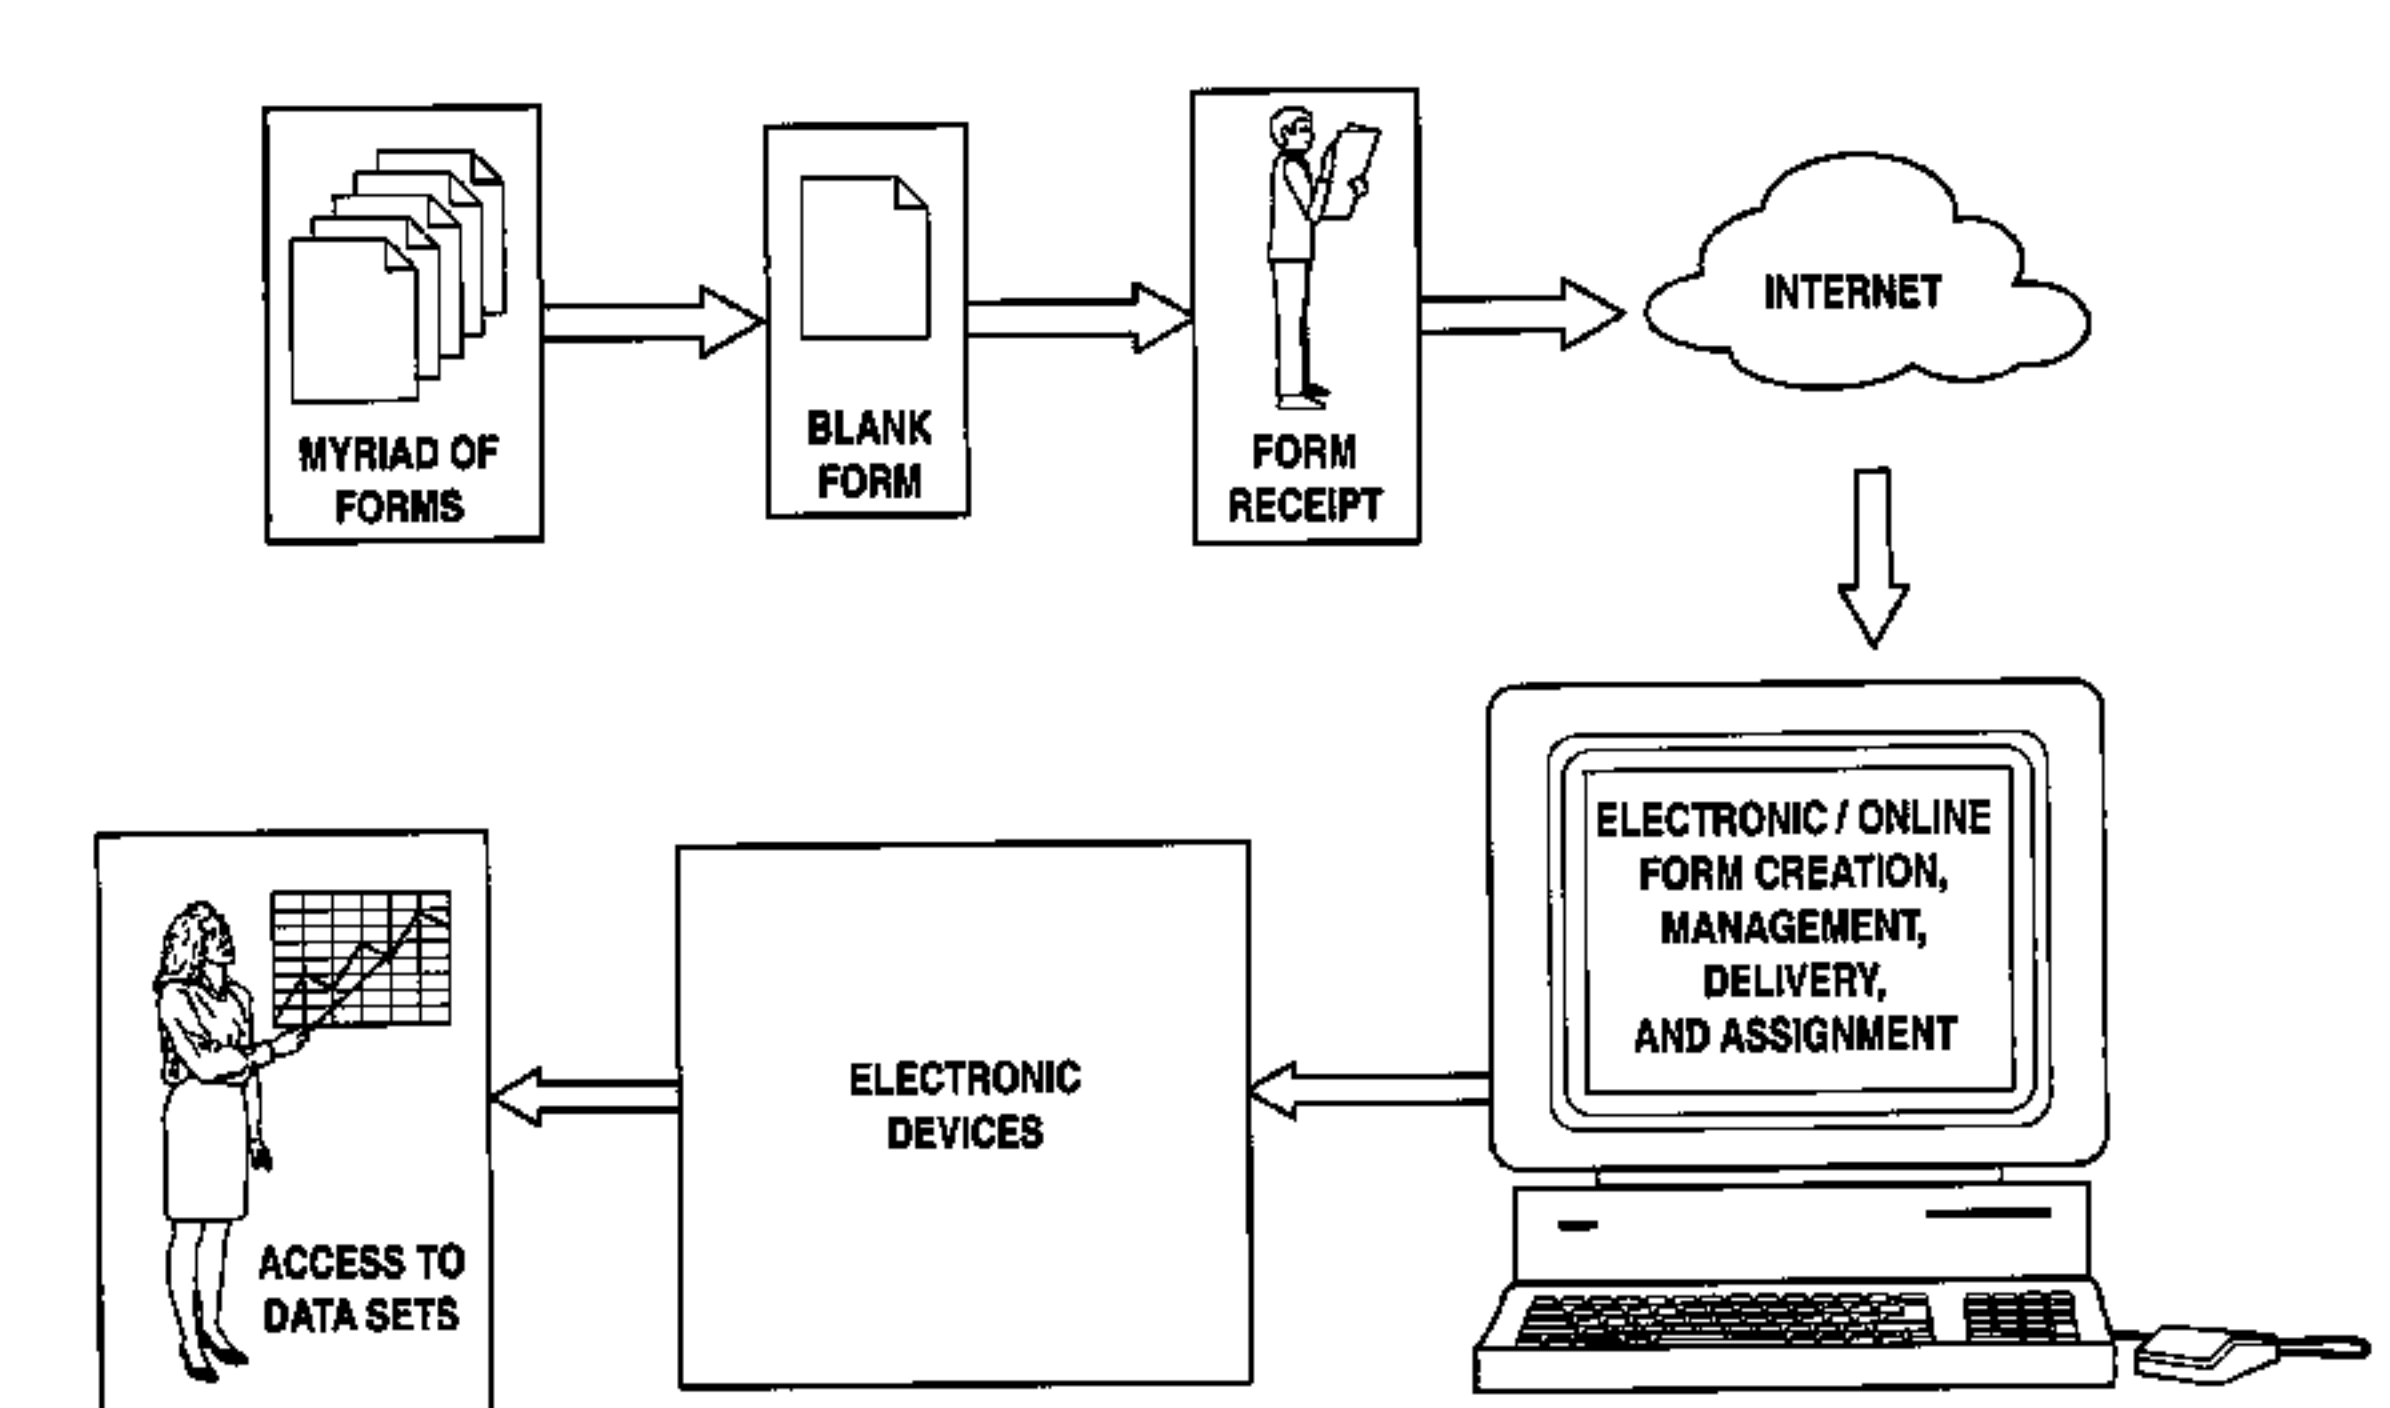 MYRIAD OF
FORMS
BLANK
FORM
FORM
RECEIPT
INTERNET
ELECTRONIC / ONLINE
FORM CREATION,
MANAGEMENT,
DELIVERY,
AND ASSIGNMENT
ELECTRONIC
DEVICES
ACCESS TO
DATA SETS